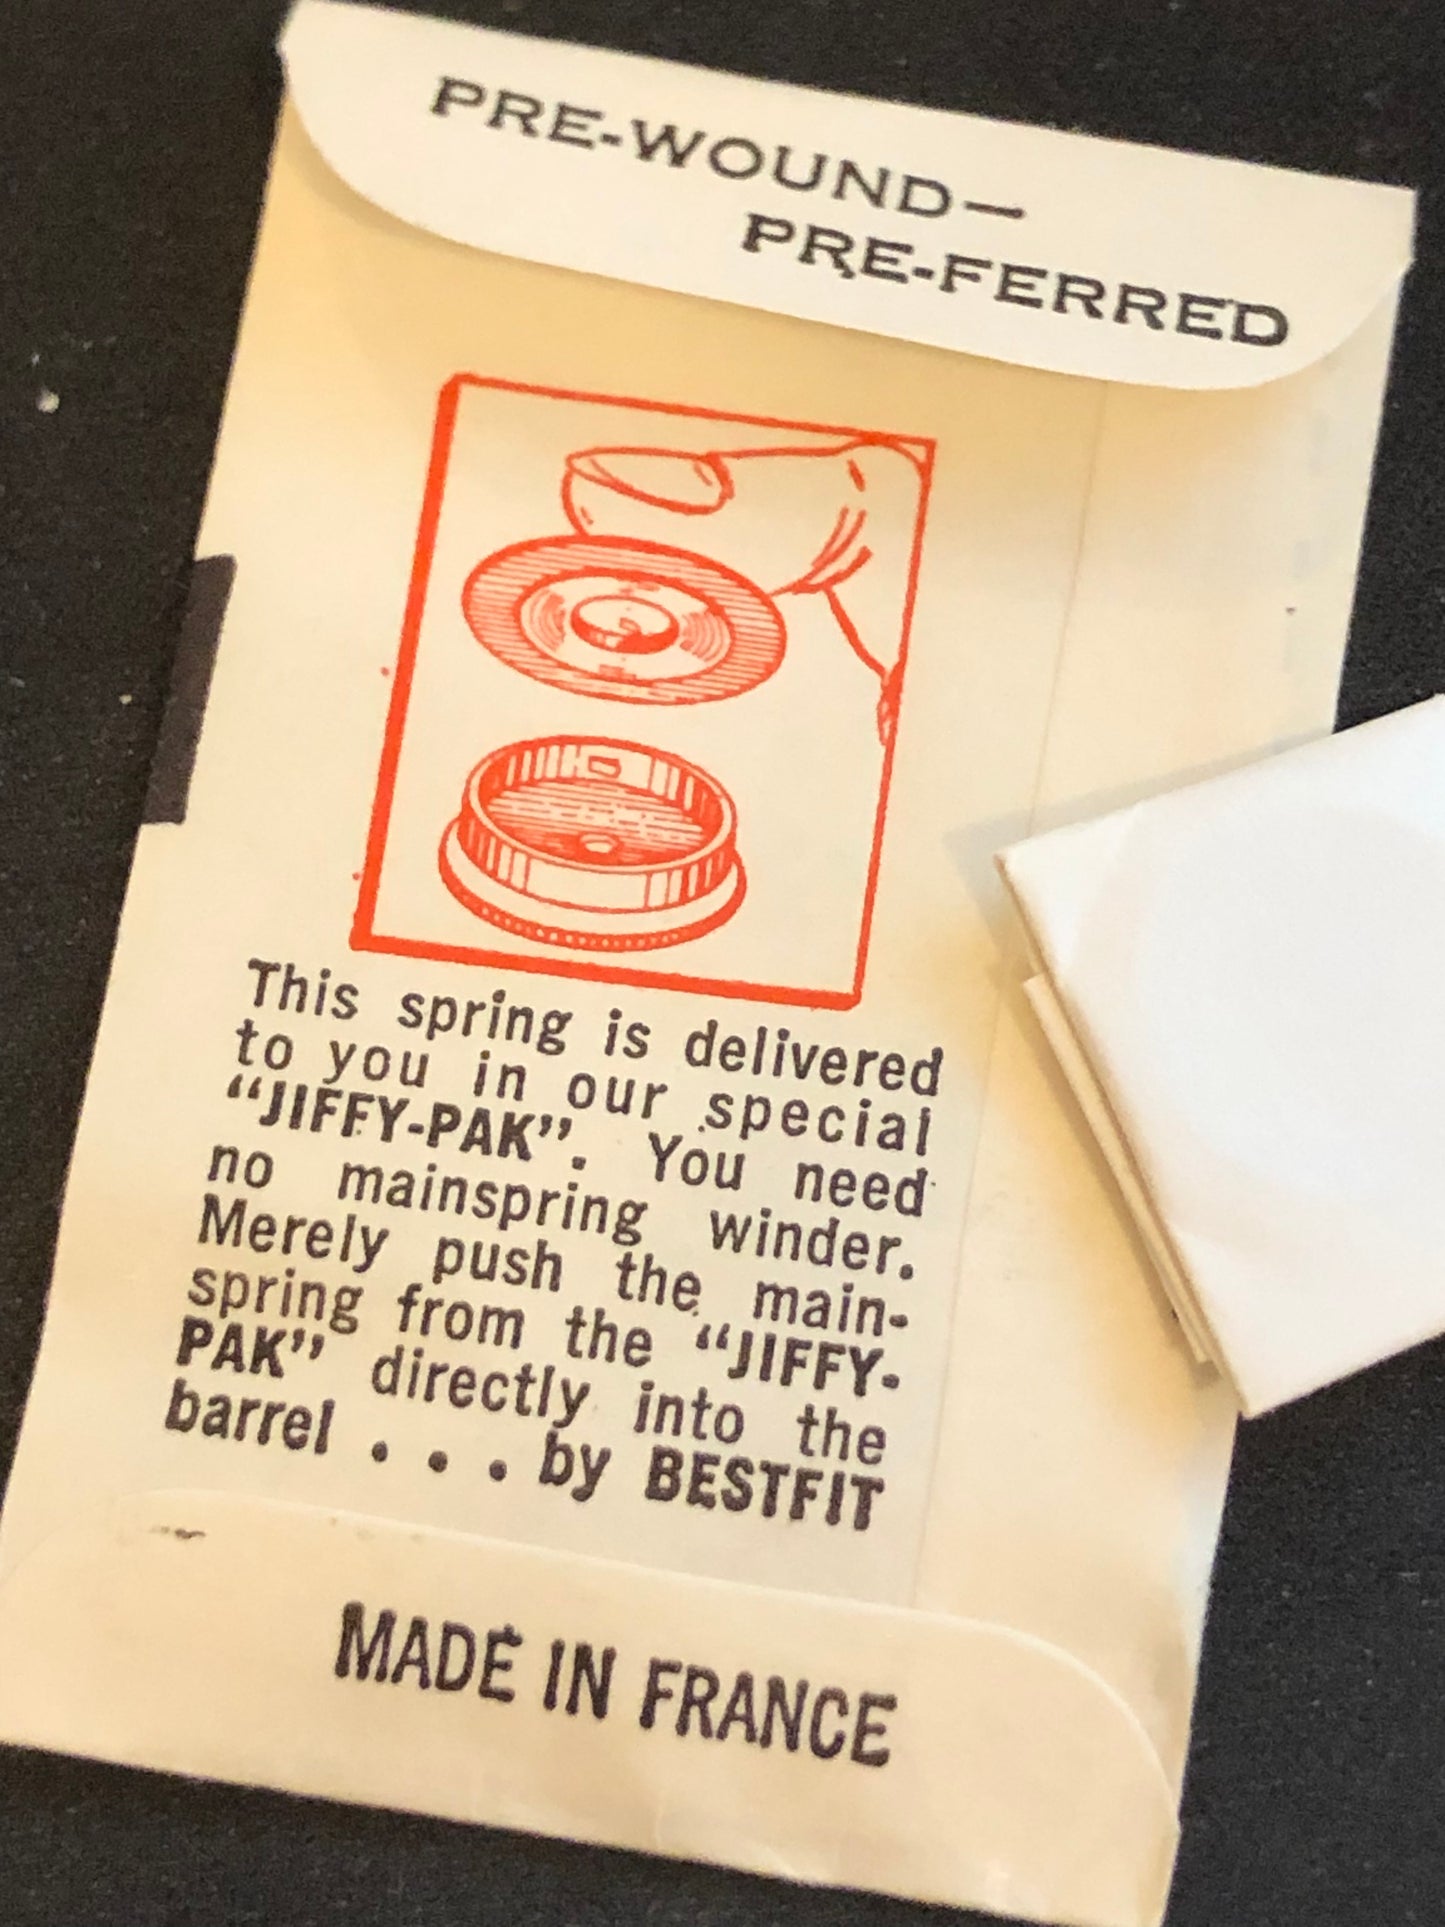 PRE-WOUND—
PRE-FERRED
This spring is delivered
to you in our special
“JIFFY-PAK”. You need
no mainspring winder.
Merely push the main-
spring from the “JIFFY-
PAK” directly into the
barrel . . . by BESTFIT
MADE IN FRANCE